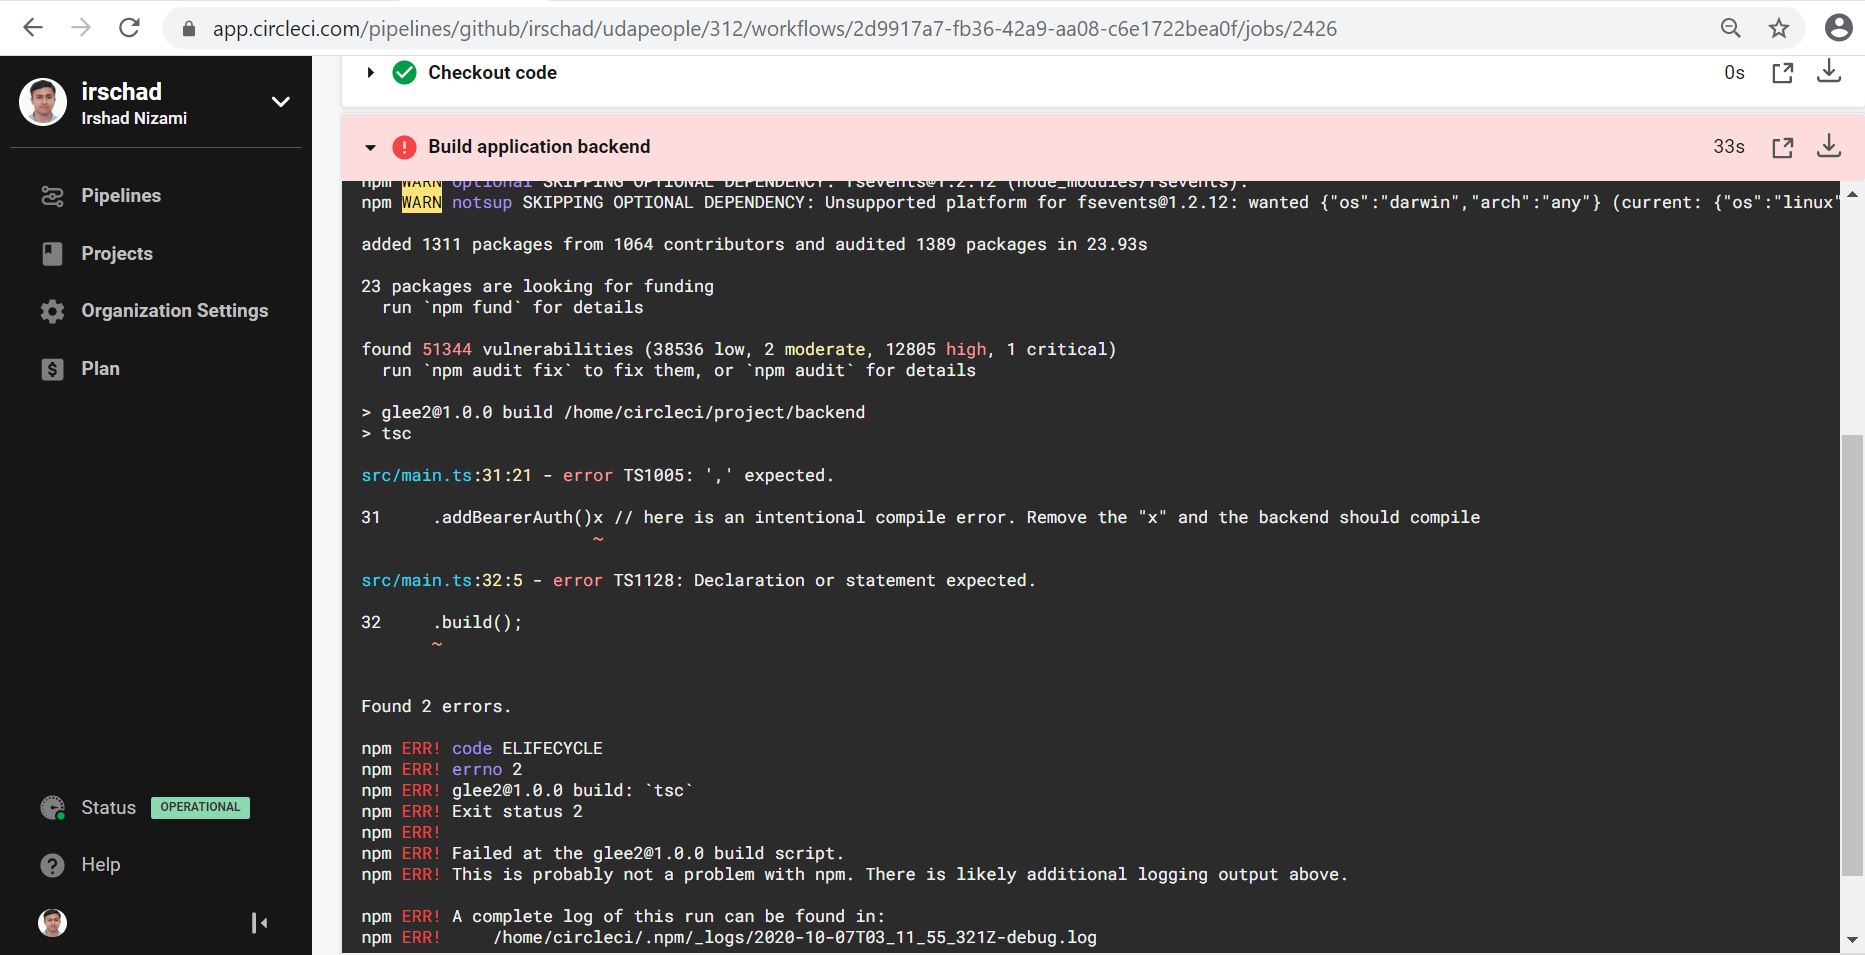 app.circleci.com/pipelines/github/irschad/udapeople/312/workflows/2d9917a7-fb36-42a9-aa08-c6e1722bea0f/jobs/2426
irschad
Irshad Nizami
Pipelines
Projects
Organization Settings
Plan
Status OPERATIONAL
Help
Checkout code 0s
Build application backend 33s
npm WARN optional SKIPPING OPTIONAL DEPENDENCY: fsevents@1.2.12 (node_modules/fsevents):
npm WARN notsup SKIPPING OPTIONAL DEPENDENCY: Unsupported platform for fsevents@1.2.12: wanted {"os":"darwin","arch":"any"} (current: {"os":"linux"
added 1311 packages from 1064 contributors and audited 1389 packages in 23.93s
23 packages are looking for funding
run `npm fund` for details
found 51344 vulnerabilities (38536 low, 2 moderate, 12805 high, 1 critical)
run `npm audit fix` to fix them, or `npm audit` for details
> glee2@1.0.0 build /home/circleci/project/backend
> tsc
src/main.ts:31:21 - error TS1005: ',' expected.
31 .addBearerAuth()x // here is an intentional compile error. Remove the "x" and the backend should compile
~
src/main.ts:32:5 - error TS1128: Declaration or statement expected.
32 .build();
~
Found 2 errors.
npm ERR! code ELIFECYCLE
npm ERR! errno 2
npm ERR! glee2@1.0.0 build: `tsc`
npm ERR! Exit status 2
npm ERR!
npm ERR! Failed at the glee2@1.0.0 build script.
npm ERR! This is probably not a problem with npm. There is likely additional logging output above.
npm ERR! A complete log of this run can be found in:
npm ERR! /home/circleci/.npm/_logs/2020-10-07T03_11_55_321Z-debug.log